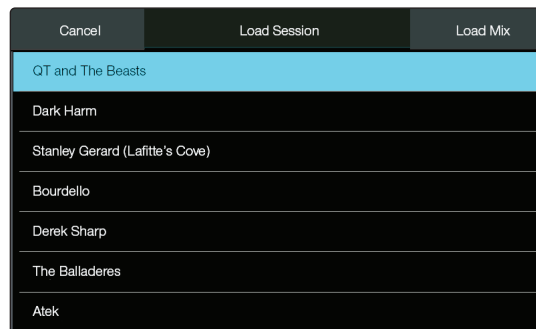 Cancel Load Session Load Mix
QT and The Beasts
Dark Harm
Stanley Gerard (Lafitte's Cove)
Bourdello
Derek Sharp
The Balladeres
Atek